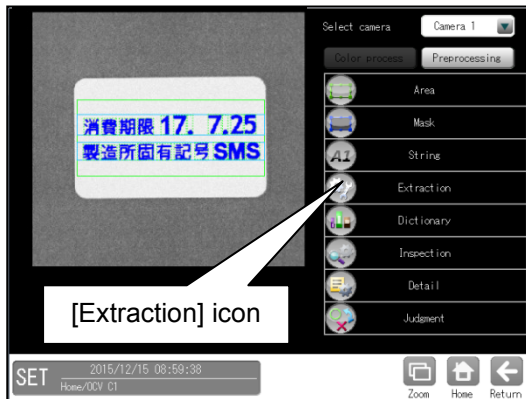 Select camera
Camera 1
Color process
Preprocessing
Area
Mask
String
Extraction
Dictionary
Inspection
Detail
Judgment
消費期限 17. 7.25
製造所固有記号 SMS
[Extraction] icon
SET
2015/12/15 08:59:38
Home/OCV C1
Zoom
Home
Return